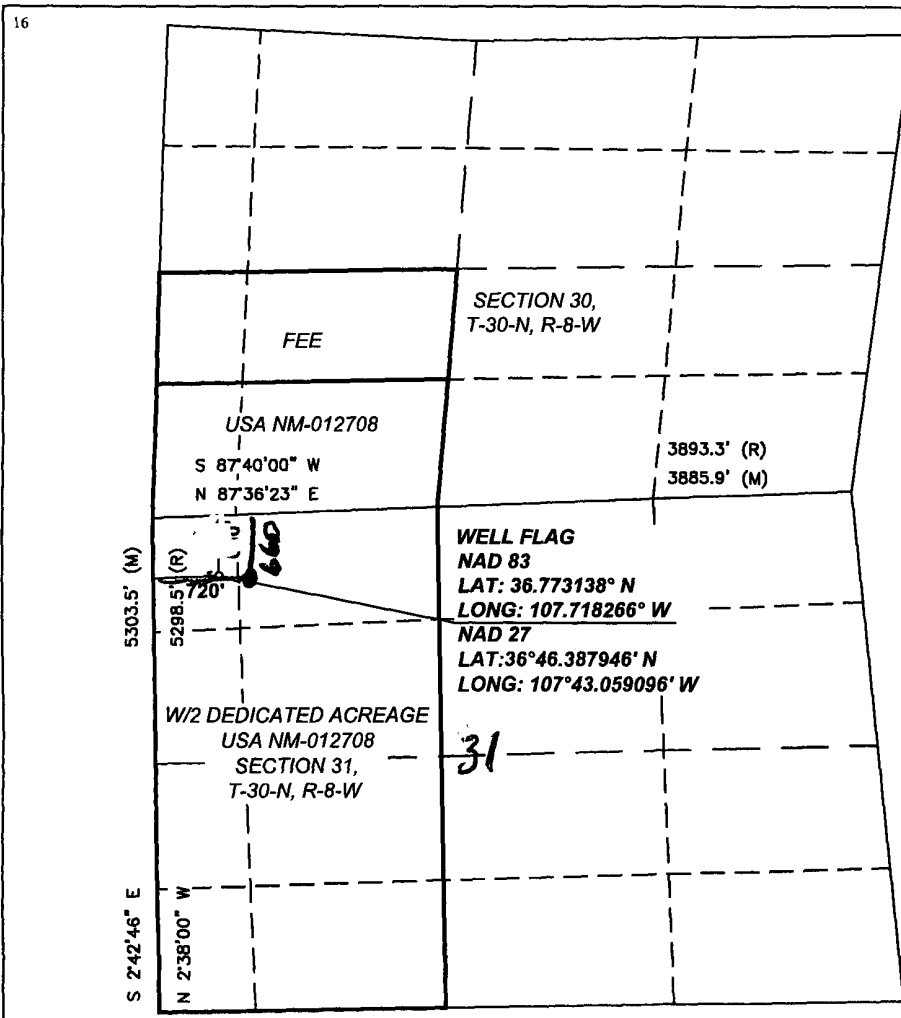 16
SECTION 30,
T-30-N, R-8-W
FEE
USA NM-012708
S 87°40'00" W
N 87°36'23" E
3893.3' (R)
3885.9' (M)
660
720'
5303.5' (M)
5298.5' (R)
WELL FLAG
NAD 83
LAT: 36.773138° N
LONG: 107.718266° W
NAD 27
LAT:36°46.387946' N
LONG: 107°43.059096' W
W/2 DEDICATED ACREAGE
USA NM-012708
SECTION 31,
T-30-N, R-8-W
31
S 2°42'46" E
N 2°38'00" W